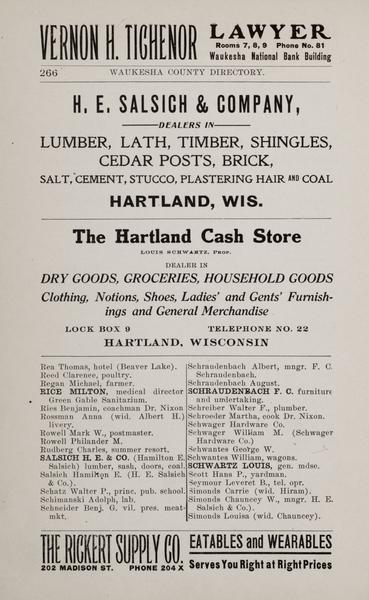 VERNON H. TICHENOR LAWYER
Rooms 7, 8, 9 Phone No. 81
Waukesha National Bank Building
266 WAUKESHA COUNTY DIRECTORY.
H. E. SALSICH & COMPANY,
DEALERS IN
LUMBER, LATH, TIMBER, SHINGLES,
CEDAR POSTS, BRICK,
SALT, CEMENT, STUCCO, PLASTERING HAIR AND COAL
HARTLAND, WIS.
The Hartland Cash Store
LOUIS SCHWARTZ, Prop.
DEALER IN
DRY GOODS, GROCERIES, HOUSEHOLD GOODS
Clothing, Notions, Shoes, Ladies' and Gents' Furnish-
ings and General Merchandise
LOCK BOX 9 TELEPHONE NO. 22
HARTLAND, WISCONSIN
Rea Thomas, hotel (Beaver Lake).
Reed Clarence, poultry.
Regan Michael, farmer.
RICE MILTON, medical director
Green Gable Sanitarium.
Ries Benjamin, coachman Dr. Nixon
Rossman Anna (wid. Albert H.)
livery.
Rowell Mark W., postmaster.
Rowell Philander M.
Rudberg Charles, summer resort.
SALSICH H. E. & CO. (Hamilton E.
Salsich) lumber, sash, doors, coal.
Salsich Hamilton E. (H. E. Salsich
& Co.).
Schatz Walter P., princ. pub. school.
Schimanski Adolph, lab.
Schneider Benj. G. vil. pres. meat-
mkt.
Schraudenbach Albert, mngr. F. C.
Schraudenbach.
Schraudenbach August.
SCHRAUDENBACH F. C. furniture
and undertaking.
Schreiber Walter F., plumber.
Schroeder Martha, cook Dr. Nixon.
Schwager Hardware Co.
Schwager William M. (Schwager
Hardware Co.)
Schwantes George W.
Schwantes William, wagons.
SCHWARTZ LOUIS, gen. mdse.
Scott Hans P., yardman.
Seymour Leveret B., tel. opr.
Simonds Carrie (wid. Hiram).
Simonds Chauncey W., mngr. H. E.
Salsich & Co.).
Simonds Louisa (wid. Chauncey).
THE RICKERT SUPPLY CO.
202 MADISON ST. PHONE 204 X
EATABLES and WEARABLES
Serves You Right at Right Prices